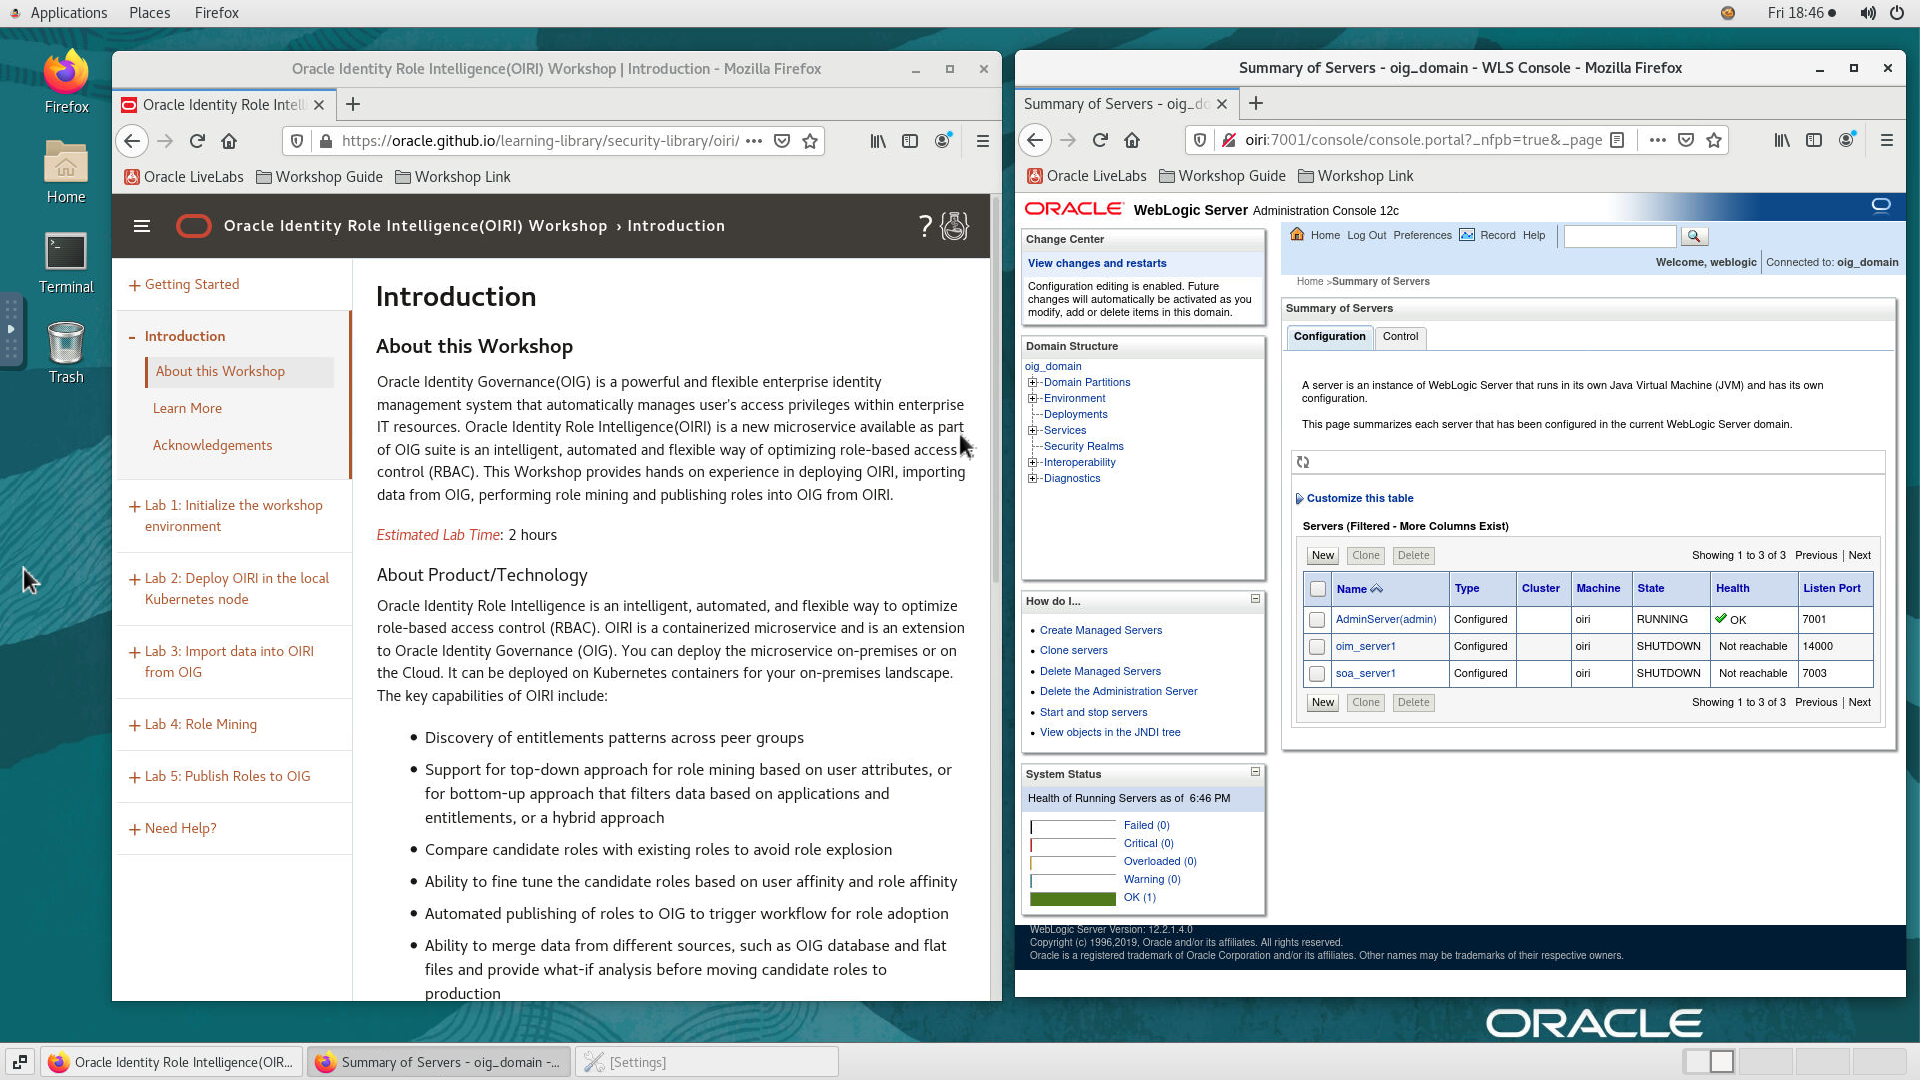 Applications Places Firefox
Fri 18:46
Firefox
Home
Terminal
Trash
Oracle Identity Role Intelligence(OIRI) Workshop | Introduction - Mozilla Firefox
Oracle Identity Role Intell
https://oracle.github.io/learning-library/security-library/oiri/
Oracle LiveLabs Workshop Guide Workshop Link
Oracle Identity Role Intelligence(OIRI) Workshop › Introduction
?
+ Getting Started
- Introduction
About this Workshop
Learn More
Acknowledgements
+ Lab 1: Initialize the workshop
environment
+ Lab 2: Deploy OIRI in the local
Kubernetes node
+ Lab 3: Import data into OIRI
from OIG
+ Lab 4: Role Mining
+ Lab 5: Publish Roles to OIG
+ Need Help?
Introduction
About this Workshop
Oracle Identity Governance(OIG) is a powerful and flexible enterprise identity
management system that automatically manages user's access privileges within enterprise
IT resources. Oracle Identity Role Intelligence(OIRI) is a new microservice available as part
of OIG suite is an intelligent, automated and flexible way of optimizing role-based access
control (RBAC). This Workshop provides hands on experience in deploying OIRI, importing
data from OIG, performing role mining and publishing roles into OIG from OIRI.
Estimated Lab Time: 2 hours
About Product/Technology
Oracle Identity Role Intelligence is an intelligent, automated, and flexible way to optimize
role-based access control (RBAC). OIRI is a containerized microservice and is an extension
to Oracle Identity Governance (OIG). You can deploy the microservice on-premises or on
the Cloud. It can be deployed on Kubernetes containers for your on-premises landscape.
The key capabilities of OIRI include:
• Discovery of entitlements patterns across peer groups
• Support for top-down approach for role mining based on user attributes, or
for bottom-up approach that filters data based on applications and
entitlements, or a hybrid approach
• Compare candidate roles with existing roles to avoid role explosion
• Ability to fine tune the candidate roles based on user affinity and role affinity
• Automated publishing of roles to OIG to trigger workflow for role adoption
• Ability to merge data from different sources, such as OIG database and flat
files and provide what-if analysis before moving candidate roles to
production
Summary of Servers - oig_domain - WLS Console - Mozilla Firefox
Summary of Servers - oig_do
oiri:7001/console/console.portal?_nfpb=true&_page
Oracle LiveLabs Workshop Guide Workshop Link
ORACLE WebLogic Server Administration Console 12c
Change Center
View changes and restarts
Configuration editing is enabled. Future
changes will automatically be activated as you
modify, add or delete items in this domain.
Domain Structure
oig_domain
Domain Partitions
Environment
Deployments
Services
Security Realms
Interoperability
Diagnostics
How do I...
• Create Managed Servers
• Clone servers
• Delete Managed Servers
• Delete the Administration Server
• Start and stop servers
• View objects in the JNDI tree
System Status
Health of Running Servers as of 6:46 PM
Failed (0)
Critical (0)
Overloaded (0)
Warning (0)
OK (1)
Home Log Out Preferences Record Help
Welcome, weblogic Connected to: oig_domain
Home >Summary of Servers
Summary of Servers
Configuration Control
A server is an instance of WebLogic Server that runs in its own Java Virtual Machine (JVM) and has its own
configuration.
This page summarizes each server that has been configured in the current WebLogic Server domain.
Customize this table
Servers (Filtered - More Columns Exist)
New Clone Delete Showing 1 to 3 of 3 Previous | Next
Name Type Cluster Machine State Health Listen Port
AdminServer(admin) Configured oiri RUNNING OK 7001
oim_server1 Configured oiri SHUTDOWN Not reachable 14000
soa_server1 Configured oiri SHUTDOWN Not reachable 7003
New Clone Delete Showing 1 to 3 of 3 Previous | Next
WebLogic Server Version: 12.2.1.4.0
Copyright (c) 1996,2019, Oracle and/or its affiliates. All rights reserved.
Oracle is a registered trademark of Oracle Corporation and/or its affiliates. Other names may be trademarks of their respective owners.
ORACLE
Oracle Identity Role Intelligence(OIR... Summary of Servers - oig_domain -... [Settings]